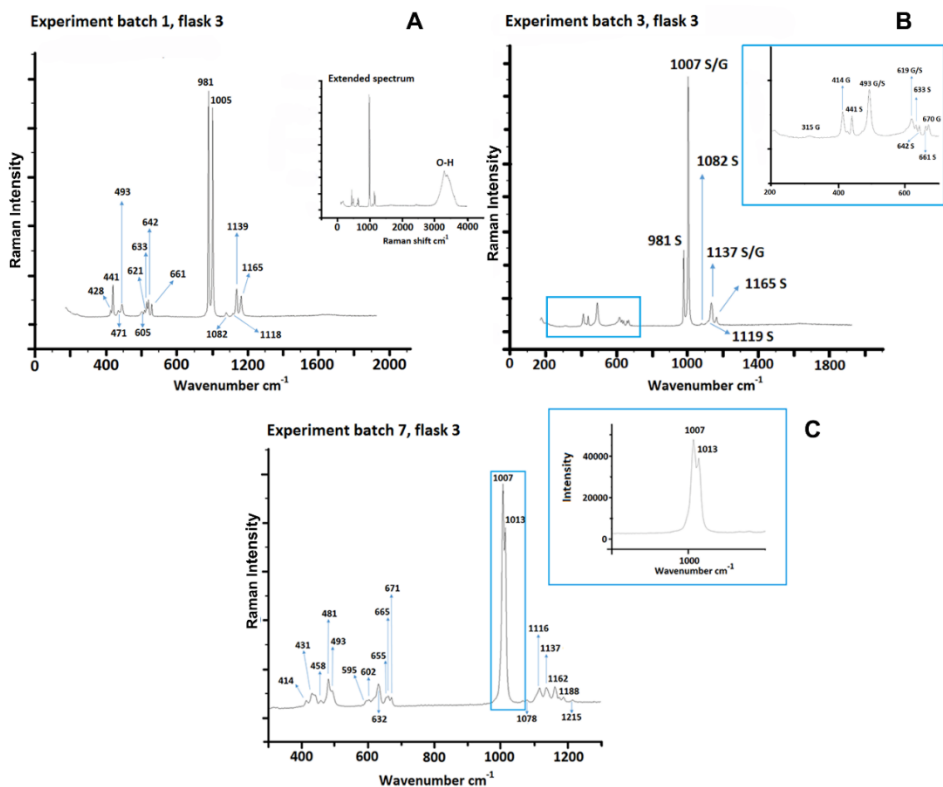 Experiment batch 1, flask 3
A
Raman Intensity
981
1005
493
642
633
1139
621
441
661
1165
428
471
605
1082
1118
0
400
800
1200
1600
2000
Wavenumber cm-1
Extended spectrum
O-H
0
1000
2000
3000
4000
Raman shift cm-1
Experiment batch 3, flask 3
B
Raman Intensity
1007 S/G
1082 S
981 S
1137 S/G
1165 S
1119 S
200
600
1000
1400
1800
Wavenumber cm-1
619 G/S
414 G
493 G/S
633 S
441 S
315 G
670 G
642 S
661 S
200
400
600
Experiment batch 7, flask 3
C
Raman Intensity
1007
1013
671
665
481
431
493
655
458
595
602
414
632
1116
1137
1162
1188
1078
1215
400
600
800
1000
1200
Wavenumber cm-1
1007
1013
Intensity
40000
20000
0
1000
Wavenumber cm-1